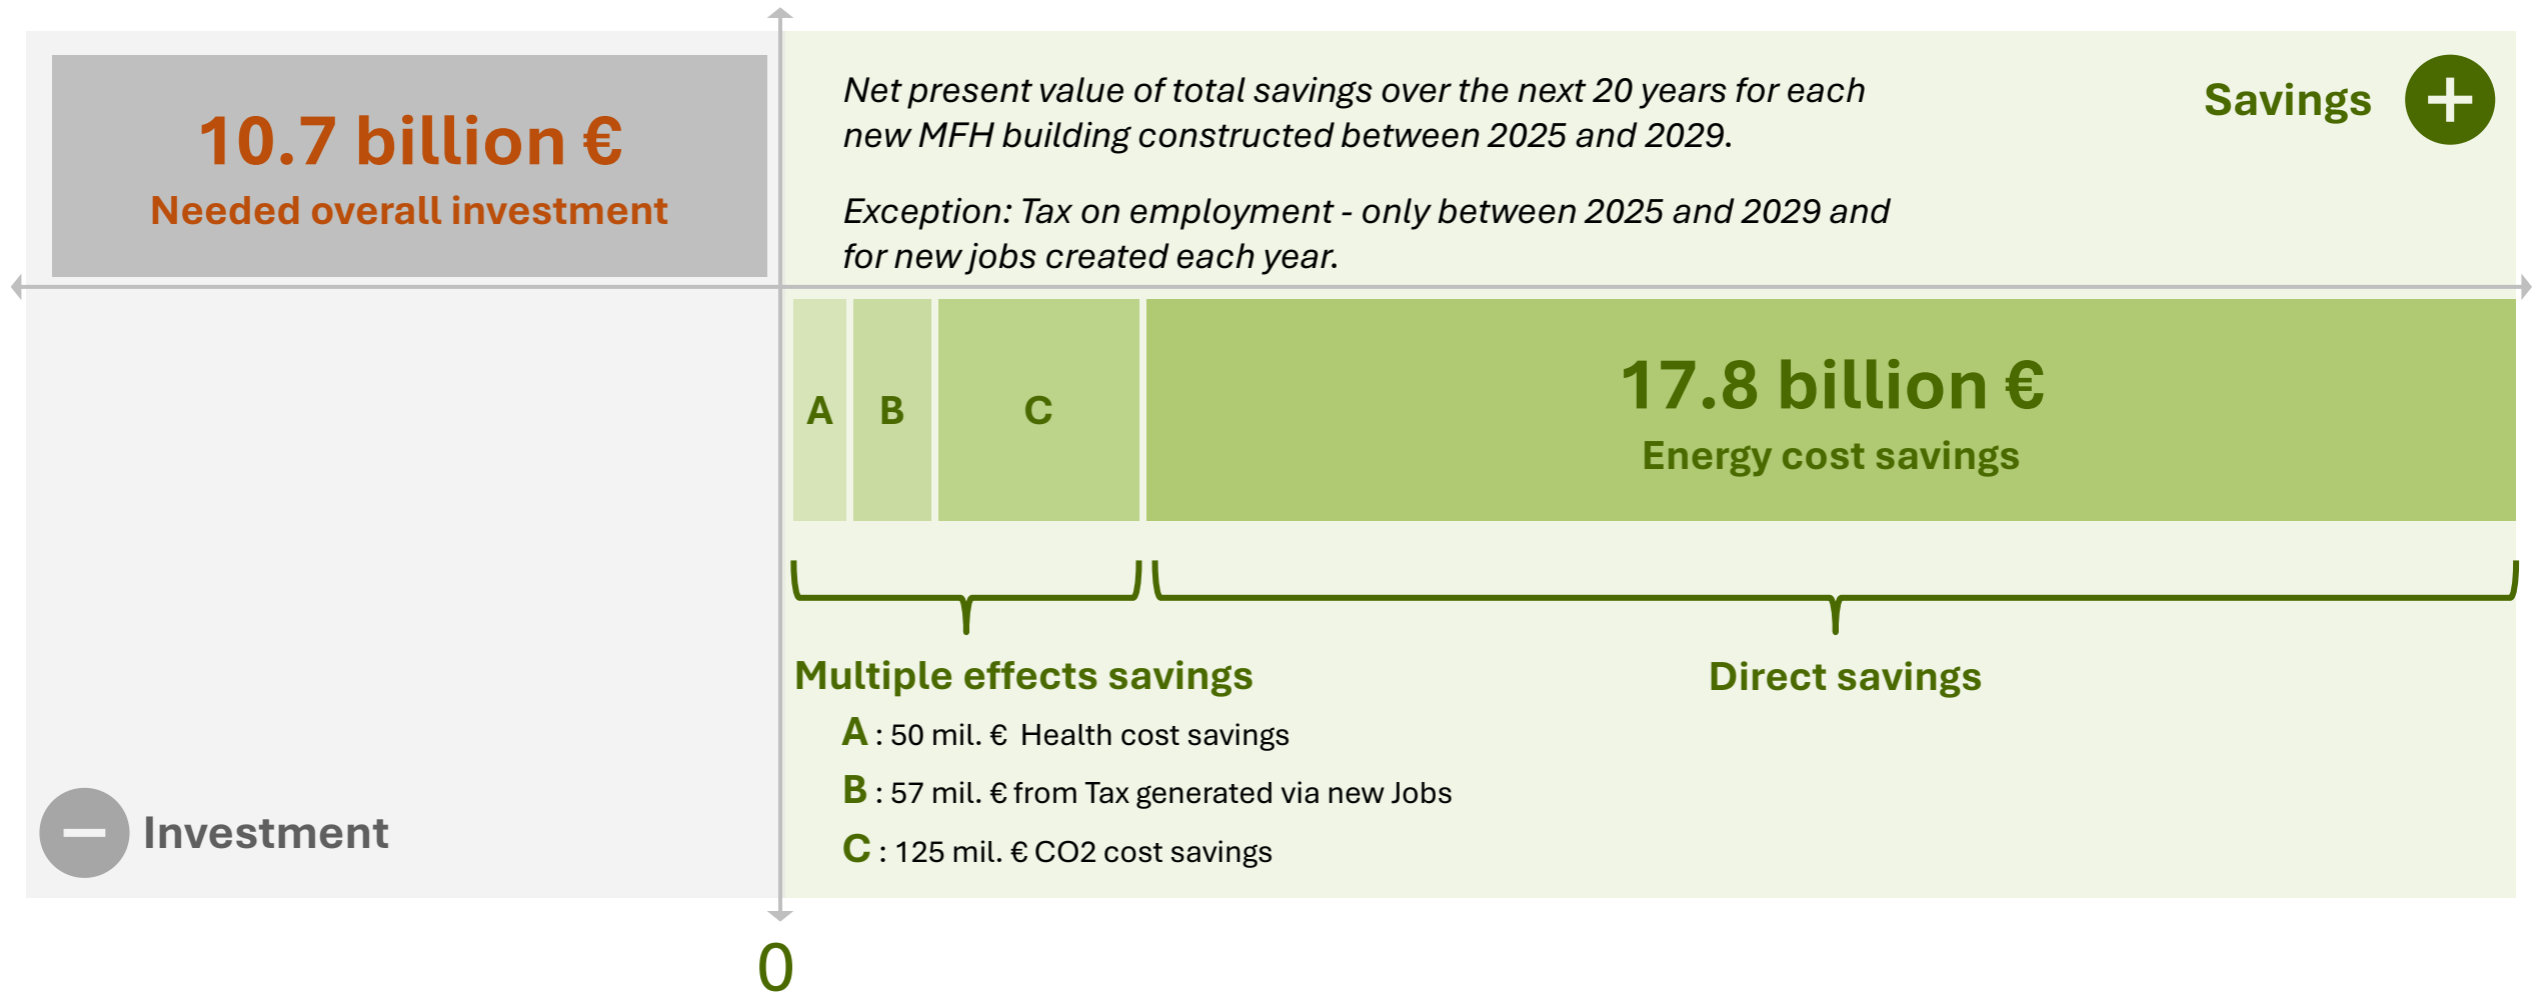 10.7 billion €
Needed overall investment
Net present value of total savings over the next 20 years for each
new MFH building constructed between 2025 and 2029.
Exception: Tax on employment - only between 2025 and 2029 and
for new jobs created each year.
Savings
A
B
C
17.8 billion €
Energy cost savings
Multiple effects savings
A : 50 mil. € Health cost savings
B : 57 mil. € from Tax generated via new Jobs
C : 125 mil. € CO2 cost savings
Direct savings
Investment
0